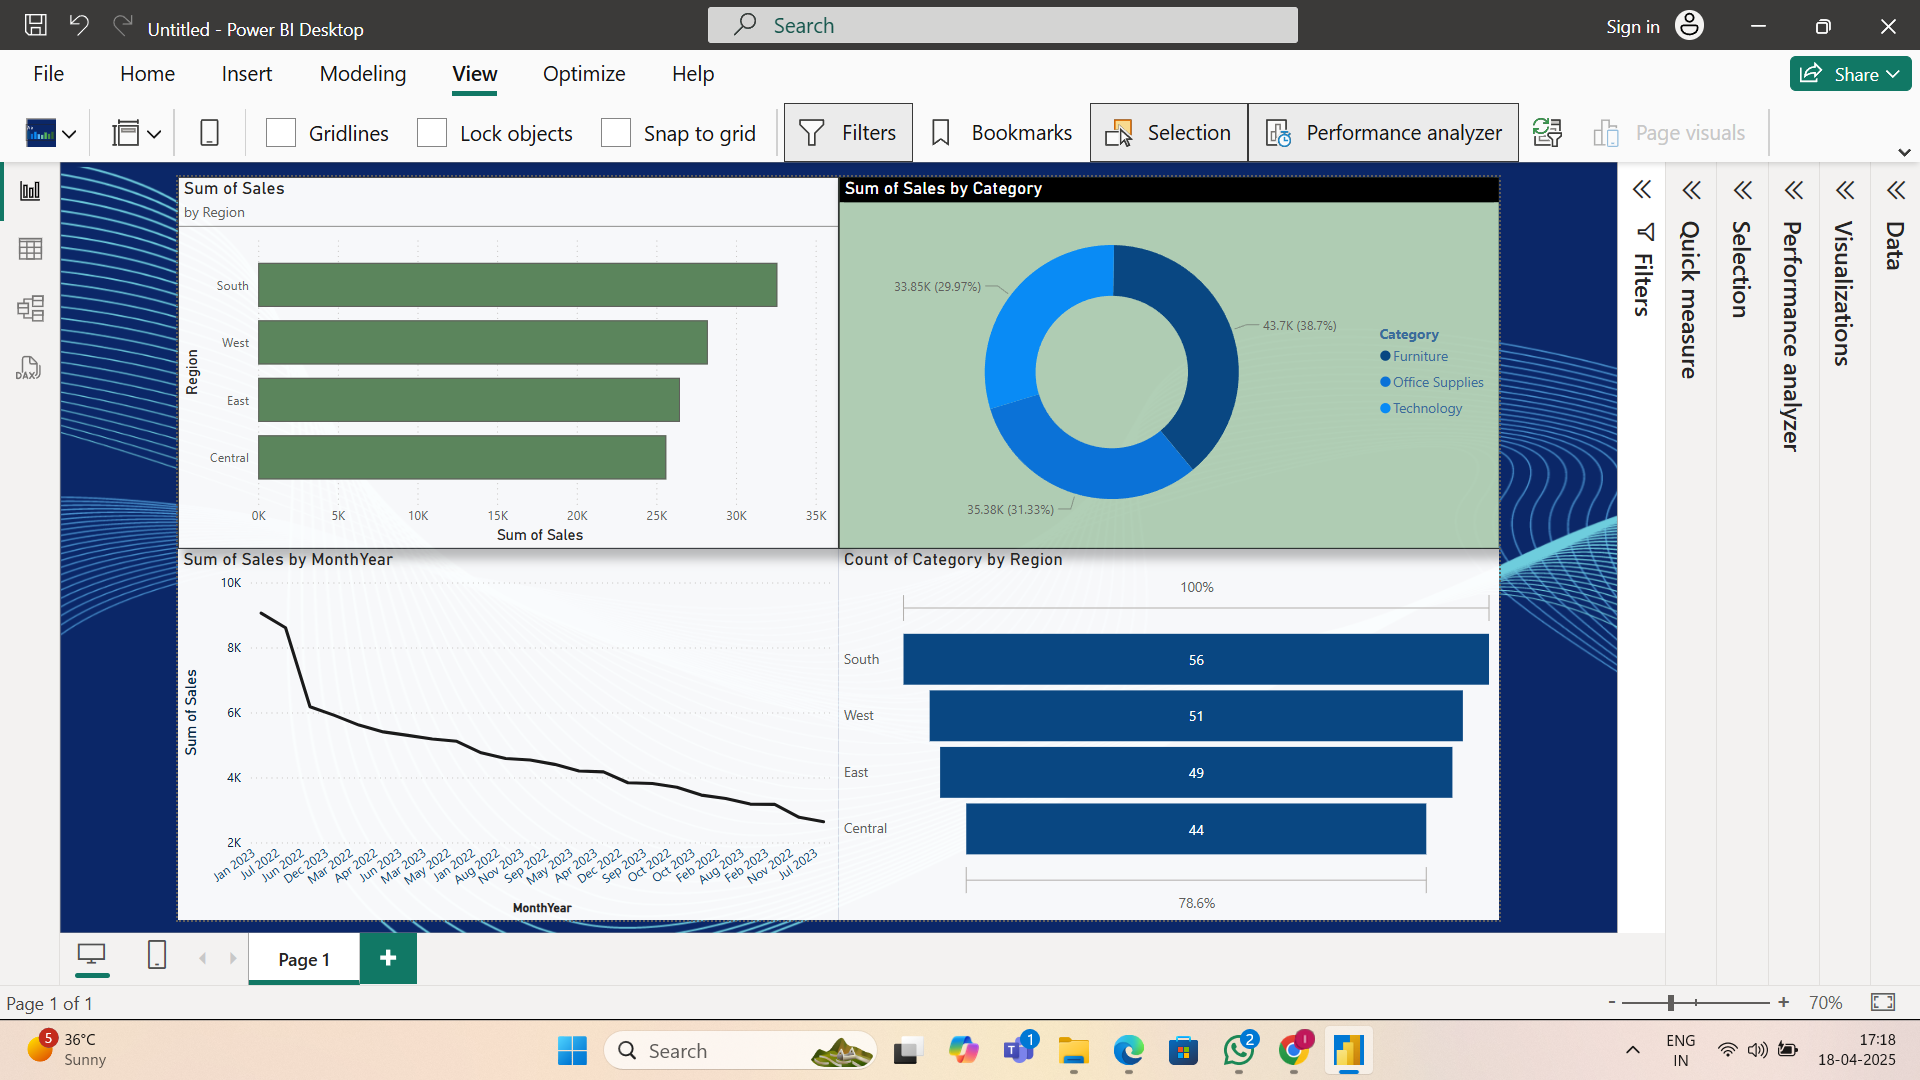 Untitled - Power BI Desktop
Search
Sign in
File Home Insert Modeling View Optimize Help
Share
Gridlines Lock objects Snap to grid Filters Bookmarks Selection Performance analyzer Page visuals
Sum of Sales
by Region
South
West
East
Central
Region
0K 5K 10K 15K 20K 25K 30K 35K
Sum of Sales
Sum of Sales by Category
33.85K (29.97%)
43.7K (38.7%)
35.38K (31.33%)
Category
Furniture
Office Supplies
Technology
Sum of Sales by MonthYear
10K
8K
6K
4K
2K
Sum of Sales
Jan 2023 Jul 2022 Jun 2022 Dec 2023 Mar 2022 Apr 2022 Jun 2023 Mar 2023 May 2022 Jan 2022 Aug 2022 Nov 2023 Sep 2022 May 2023 Apr 2023 Dec 2022 Sep 2023 Oct 2022 Oct 2023 Feb 2022 Aug 2023 Feb 2023 Nov 2022 Jul 2023
MonthYear
Count of Category by Region
100%
South 56
West 51
East 49
Central 44
78.6%
Filters
Quick measure
Selection
Performance analyzer
Visualizations
Data
DAX
Page 1
Page 1 of 1
- + 70%
5
36°C
Sunny
Search
1
2
ENG
IN
17:18
18-04-2025